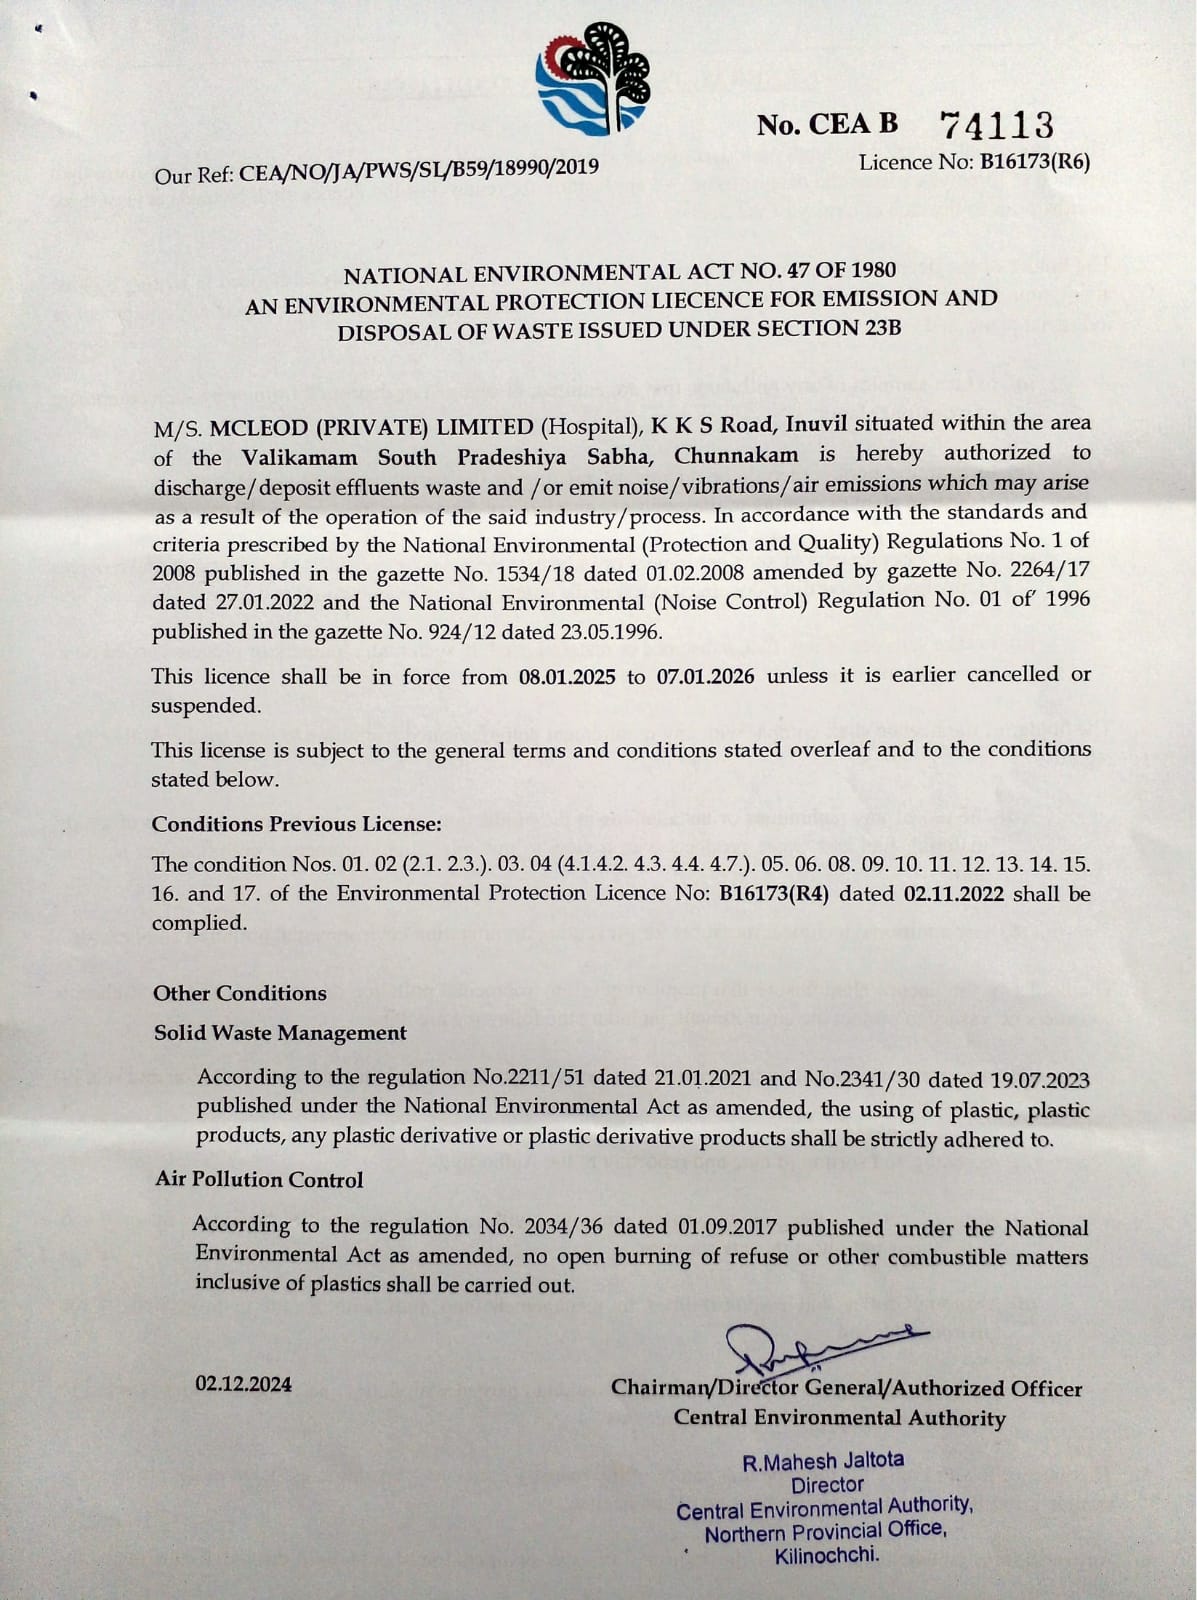 No. CEA B 74113
Our Ref: CEA/NO/JA/PWS/SL/B59/18990/2019
Licence No: B16173(R6)
NATIONAL ENVIRONMENTAL ACT NO. 47 OF 1980
AN ENVIRONMENTAL PROTECTION LIECENCE FOR EMISSION AND
DISPOSAL OF WASTE ISSUED UNDER SECTION 23B
M/S. MCLEOD (PRIVATE) LIMITED (Hospital), K K S Road, Inuvil situated within the area
of the Valikamam South Pradeshiya Sabha, Chunnakam is hereby authorized to
discharge/deposit effluents waste and /or emit noise/vibrations/air emissions which may arise
as a result of the operation of the said industry/process. In accordance with the standards and
criteria prescribed by the National Environmental (Protection and Quality) Regulations No. 1 of
2008 published in the gazette No. 1534/18 dated 01.02.2008 amended by gazette No. 2264/17
dated 27.01.2022 and the National Environmental (Noise Control) Regulation No. 01 of 1996
published in the gazette No. 924/12 dated 23.05.1996.
This licence shall be in force from 08.01.2025 to 07.01.2026 unless it is earlier cancelled or
suspended.
This license is subject to the general terms and conditions stated overleaf and to the conditions
stated below.
Conditions Previous License:
The condition Nos. 01. 02 (2.1. 2.3.). 03. 04 (4.1.4.2. 4.3. 4.4. 4.7.). 05. 06. 08. 09. 10. 11. 12. 13. 14. 15.
16. and 17. of the Environmental Protection Licence No: B16173(R4) dated 02.11.2022 shall be
complied.
Other Conditions
Solid Waste Management
According to the regulation No.2211/51 dated 21.01.2021 and No.2341/30 dated 19.07.2023
published under the National Environmental Act as amended, the using of plastic, plastic
products, any plastic derivative or plastic derivative products shall be strictly adhered to.
Air Pollution Control
According to the regulation No. 2034/36 dated 01.09.2017 published under the National
Environmental Act as amended, no open burning of refuse or other combustible matters
inclusive of plastics shall be carried out.
02.12.2024
Chairman/Director General/Authorized Officer
Central Environmental Authority
R.Mahesh Jaltota
Director
Central Environmental Authority,
Northern Provincial Office,
Kilinochchi.